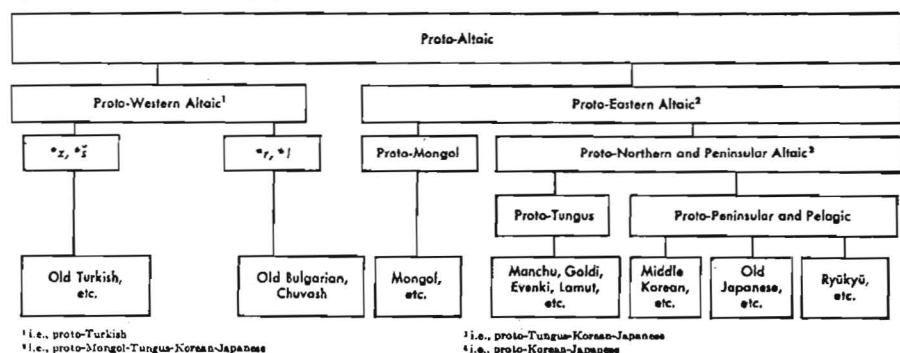 Proto-Altaic
Proto-Western Altaic¹
Proto-Eastern Altaic²
*z, *š
*r, *l
Proto-Mongol
Proto-Northern and Peninsular Altaic³
Proto-Tungus
Proto-Peninsular and Pelagic
Old Turkish,
etc.
Old Bulgarian,
Chuvash
Mongol,
etc.
Manchu, Goldi,
Evenki, Lamut,
etc.
Middle
Korean,
etc.
Old
Japanese,
etc.
Ryūkyū
¹ i.e., proto-Turkish
² i.e., proto-Mongol-Tungus-Korean-Japanese
³ i.e., proto-Tungus-Korean-Japanese
⁴ i.e., proto-Korean-Japanese